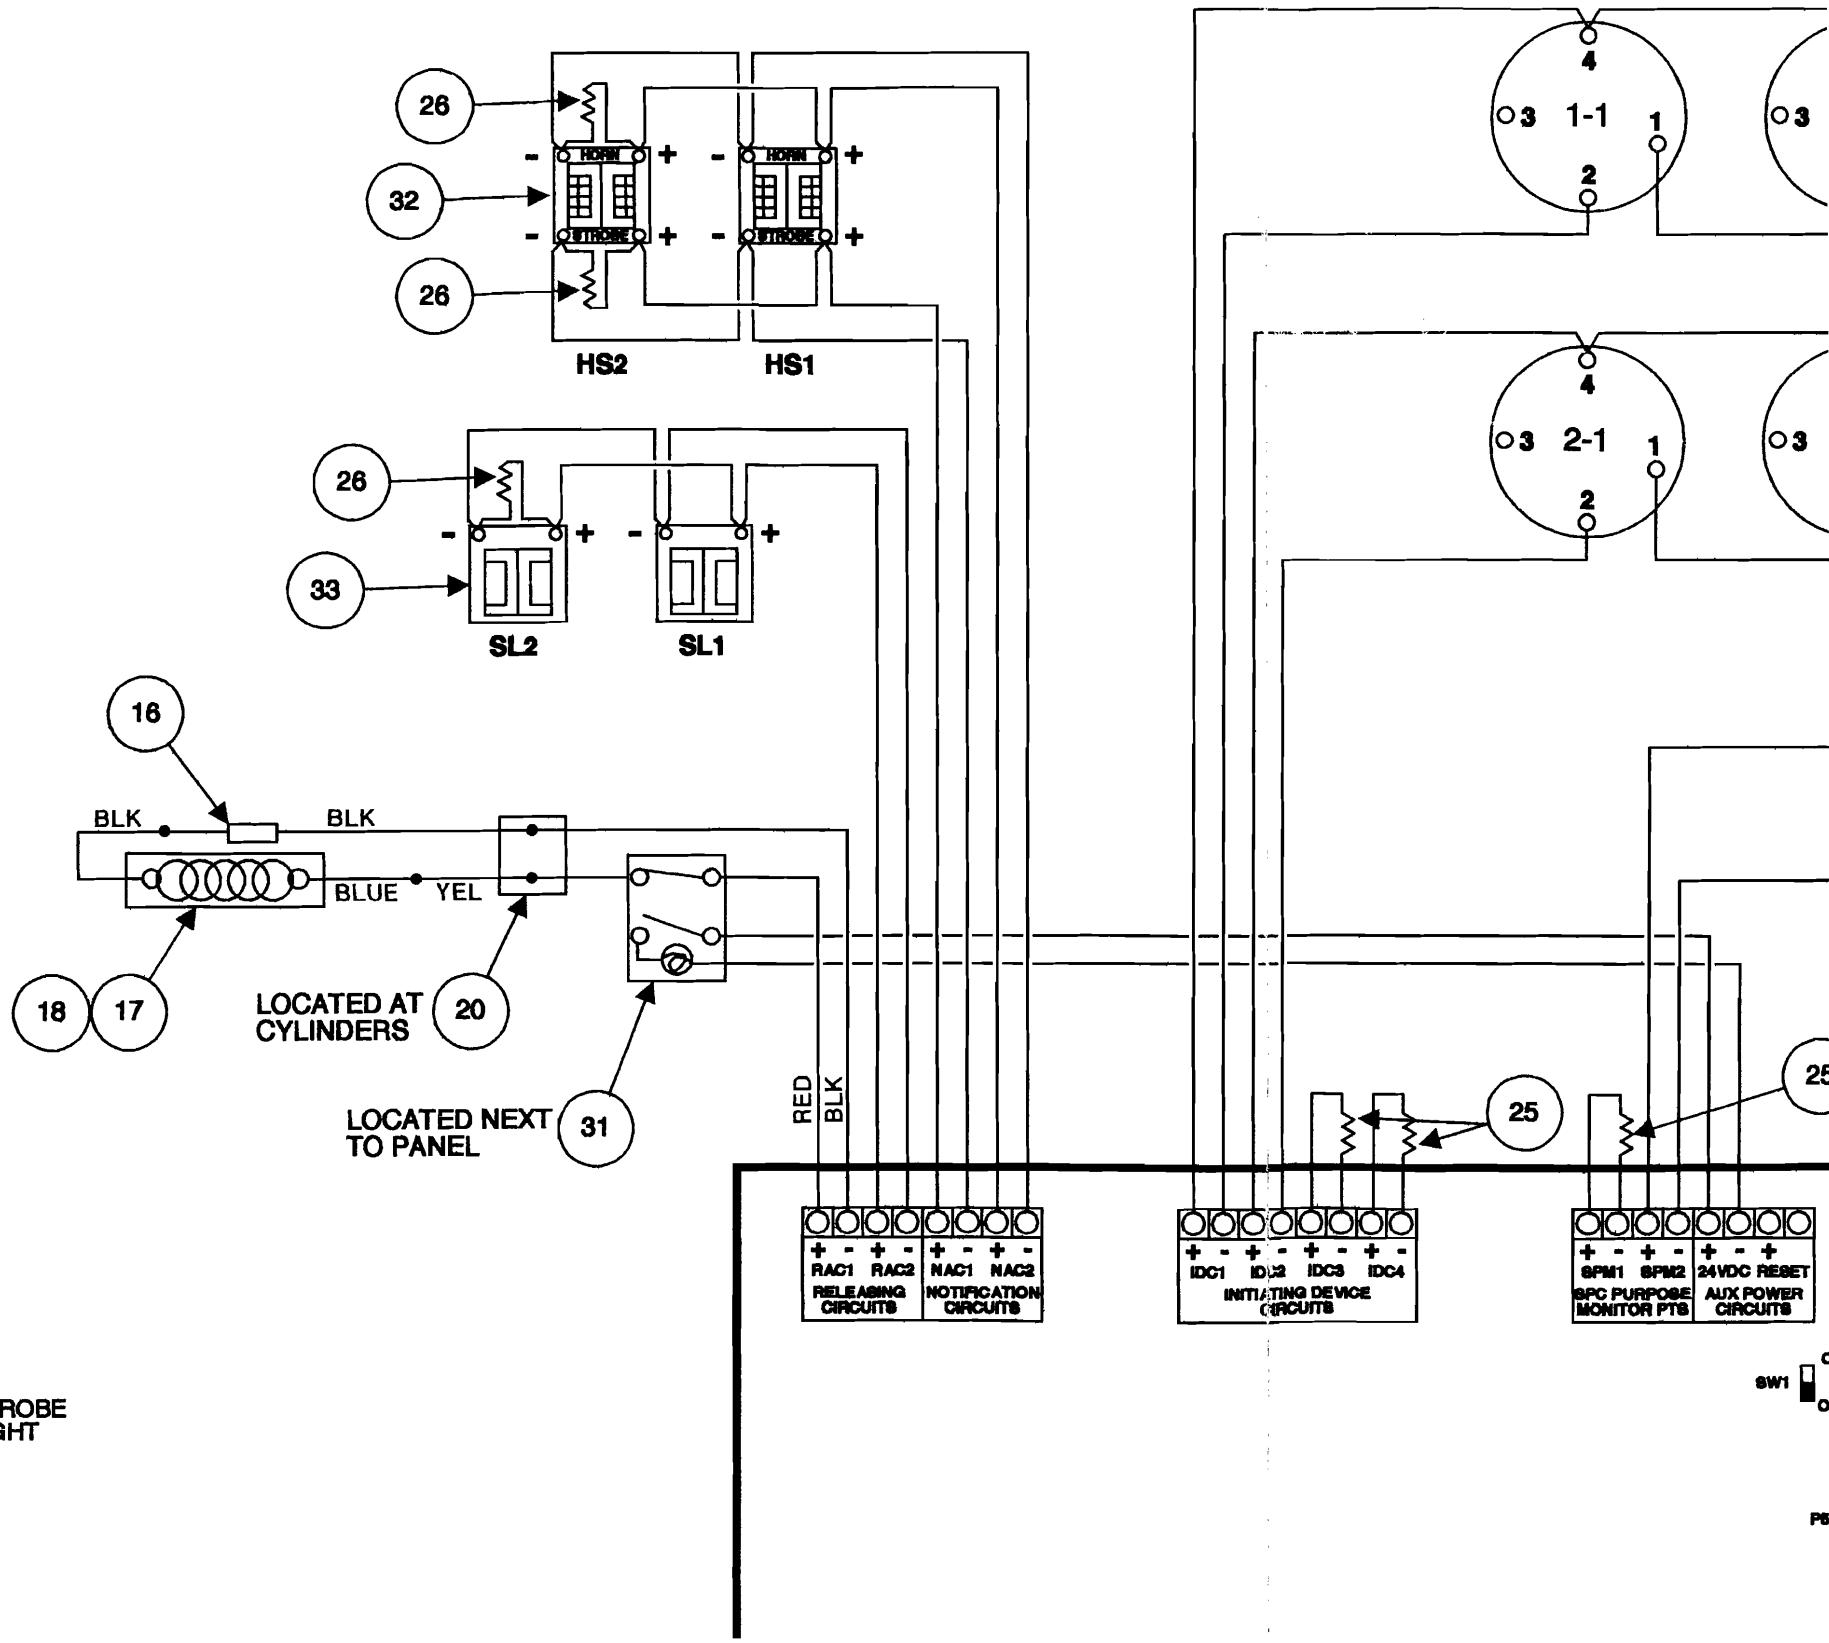 4
3 1-1 1
2
3
26
- HORN + - HORN +
32
- STROBE + - STROBE +
26
HS2 HS1
4
3 2-1 1
2
3
26
- + - +
33
SL2 SL1
16
BLK BLK
BLUE YEL
18 17
LOCATED AT
CYLINDERS
20
LOCATED NEXT
TO PANEL
31
RED
BLK
25
25
+ - + - + - + -
RAC1 RAC2 NAC1 NAC2
RELEASING
CIRCUITS
NOTIFICATION
CIRCUITS
+ - + - + - + -
IDC1 IDC2 IDC3 IDC4
INITIATING DEVICE
CIRCUITS
+ - + - + - +
SPM1 SPM2 24VDC RESET
SPC PURPOSE
MONITOR PTS
AUX POWER
CIRCUITS
SW1
ROBE
GHT